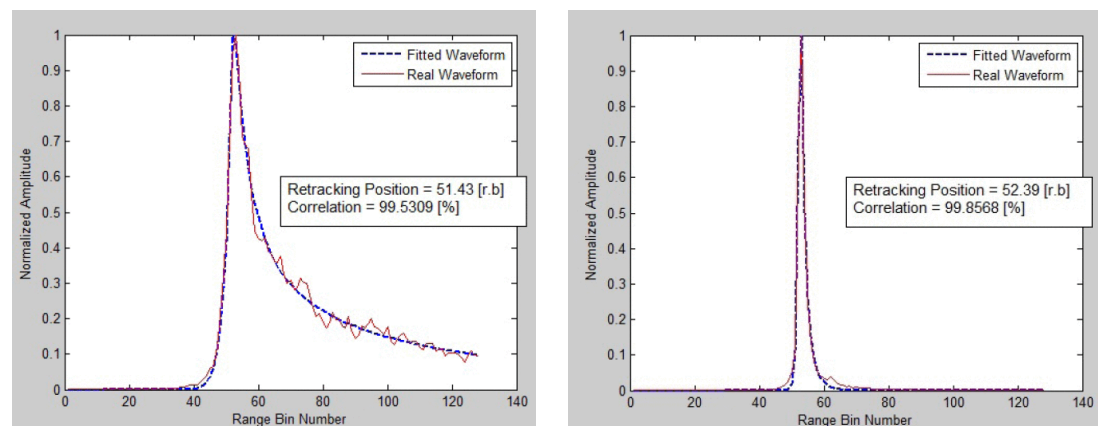 Fitted Waveform
Real Waveform
Retracking Position = 51.43 [r.b]
Correlation = 99.5309 [%]
Normalized Amplitude
1
0.9
0.8
0.7
0.6
0.5
0.4
0.3
0.2
0.1
0
0 20 40 60 80 100 120 140
Range Bin Number
Fitted Waveform
Real Waveform
Retracking Position = 52.39 [r.b]
Correlation = 99.8568 [%]
Normalized Amplitude
1
0.9
0.8
0.7
0.6
0.5
0.4
0.3
0.2
0.1
0
0 20 40 60 80 100 120 140
Range Bin Number